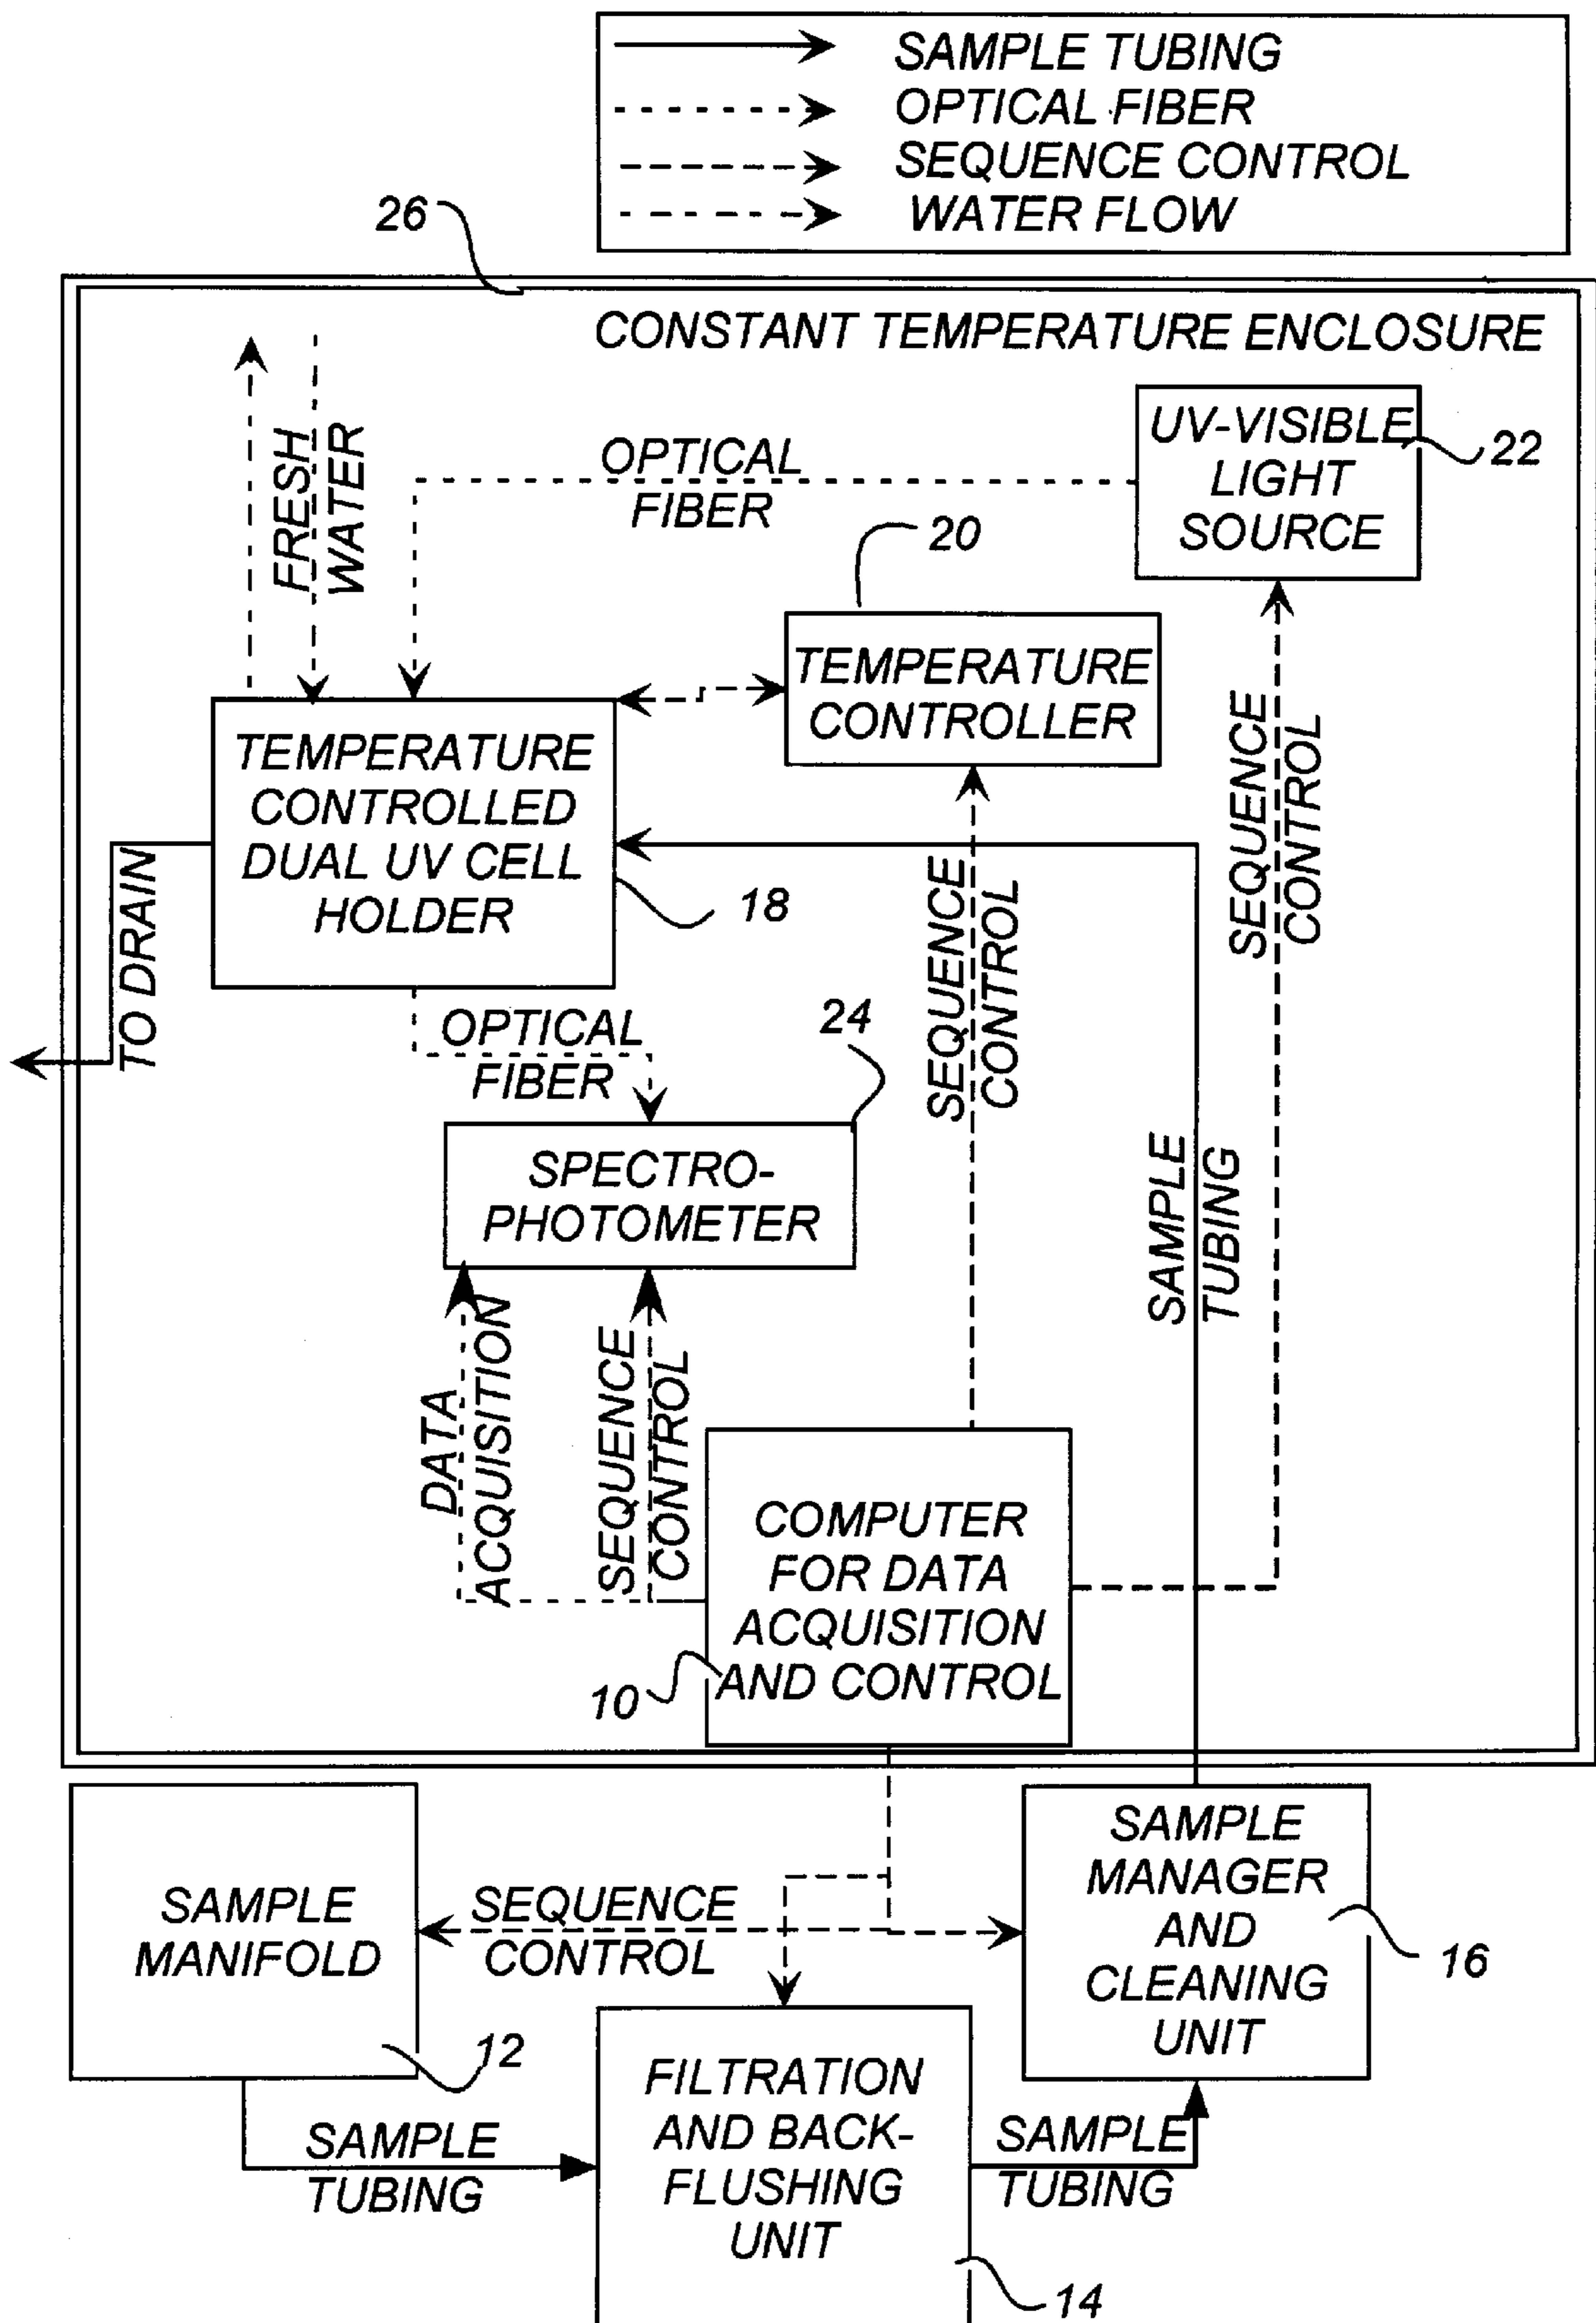 SAMPLE TUBING
OPTICAL FIBER
SEQUENCE CONTROL
WATER FLOW
26
CONSTANT TEMPERATURE ENCLOSURE
UV-VISIBLE
LIGHT
SOURCE
22
OPTICAL
FIBER
FRESH
WATER
20
TEMPERATURE
CONTROLLER
TEMPERATURE
CONTROLLED
DUAL UV CELL
HOLDER
18
SEQUENCE
CONTROL
SEQUENCE
CONTROL
TO DRAIN
OPTICAL
FIBER
24
SPECTRO-
PHOTOMETER
SAMPLE
TUBING
DATA
ACQUISITION
SEQUENCE
CONTROL
COMPUTER
FOR DATA
ACQUISITION
AND CONTROL
10
SAMPLE
MANIFOLD
12
SEQUENCE
CONTROL
SAMPLE
MANAGER
AND
CLEANING
UNIT
16
SAMPLE
TUBING
FILTRATION
AND BACK-
FLUSHING
UNIT
14
SAMPLE
TUBING